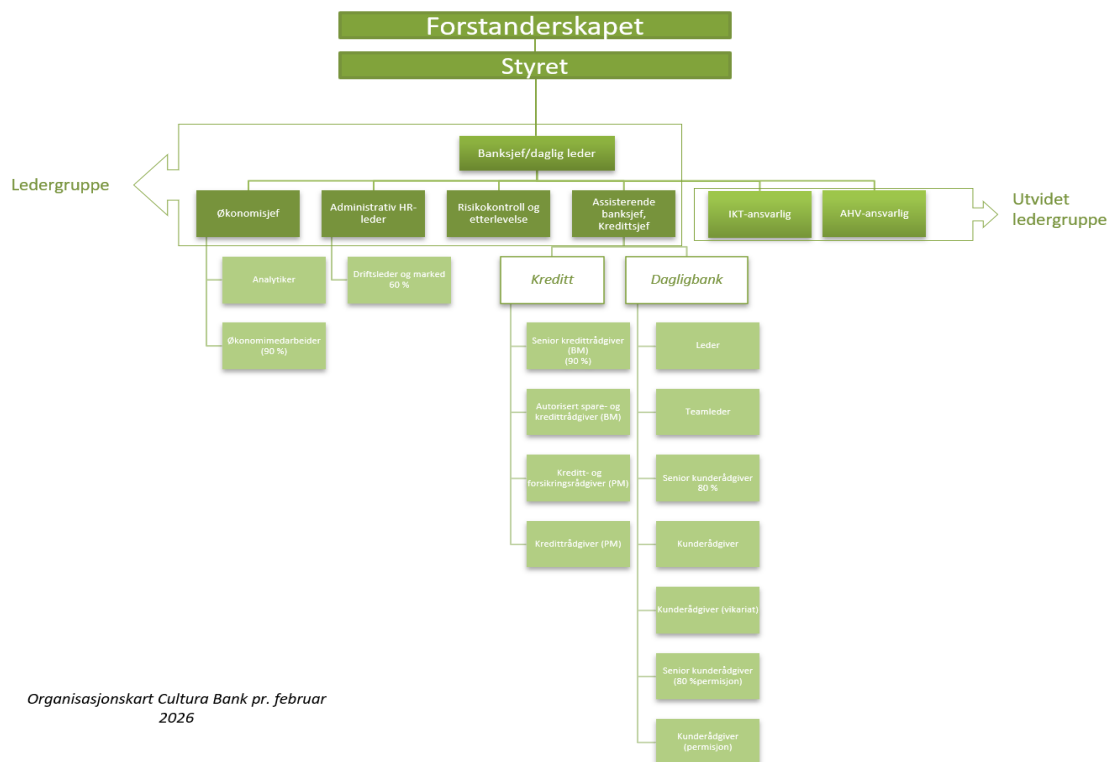 Forstanderskapet
Styret
Banksjef/daglig leder
Ledergruppe
Økonomisjef
Administrativ HR-
leder
Risikokontroll og
etterlevelse
Assisterende
banksjef,
Kredittsjef
IKT-ansvarlig
AHV-ansvarlig
Utvidet
ledergruppe
Analytiker
Driftsleder og marked
60 %
Kreditt
Dagligbank
Økonomimedarbeider
(90 %)
Senior kredittrådgiver
(BM)
(90 %)
Leder
Autorisert spare- og
kredittrådgiver (BM)
Teamleder
Kreditt- og
forsikringsrådgiver (PM)
Senior kunderådgiver
80 %
Kredittrådgiver (PM)
Kunderådgiver
Kunderådgiver (vikariat)
Senior kunderådgiver
(80 %permisjon)
Kunderådgiver
(permisjon)
Organisasjonskart Cultura Bank pr. februar
2026